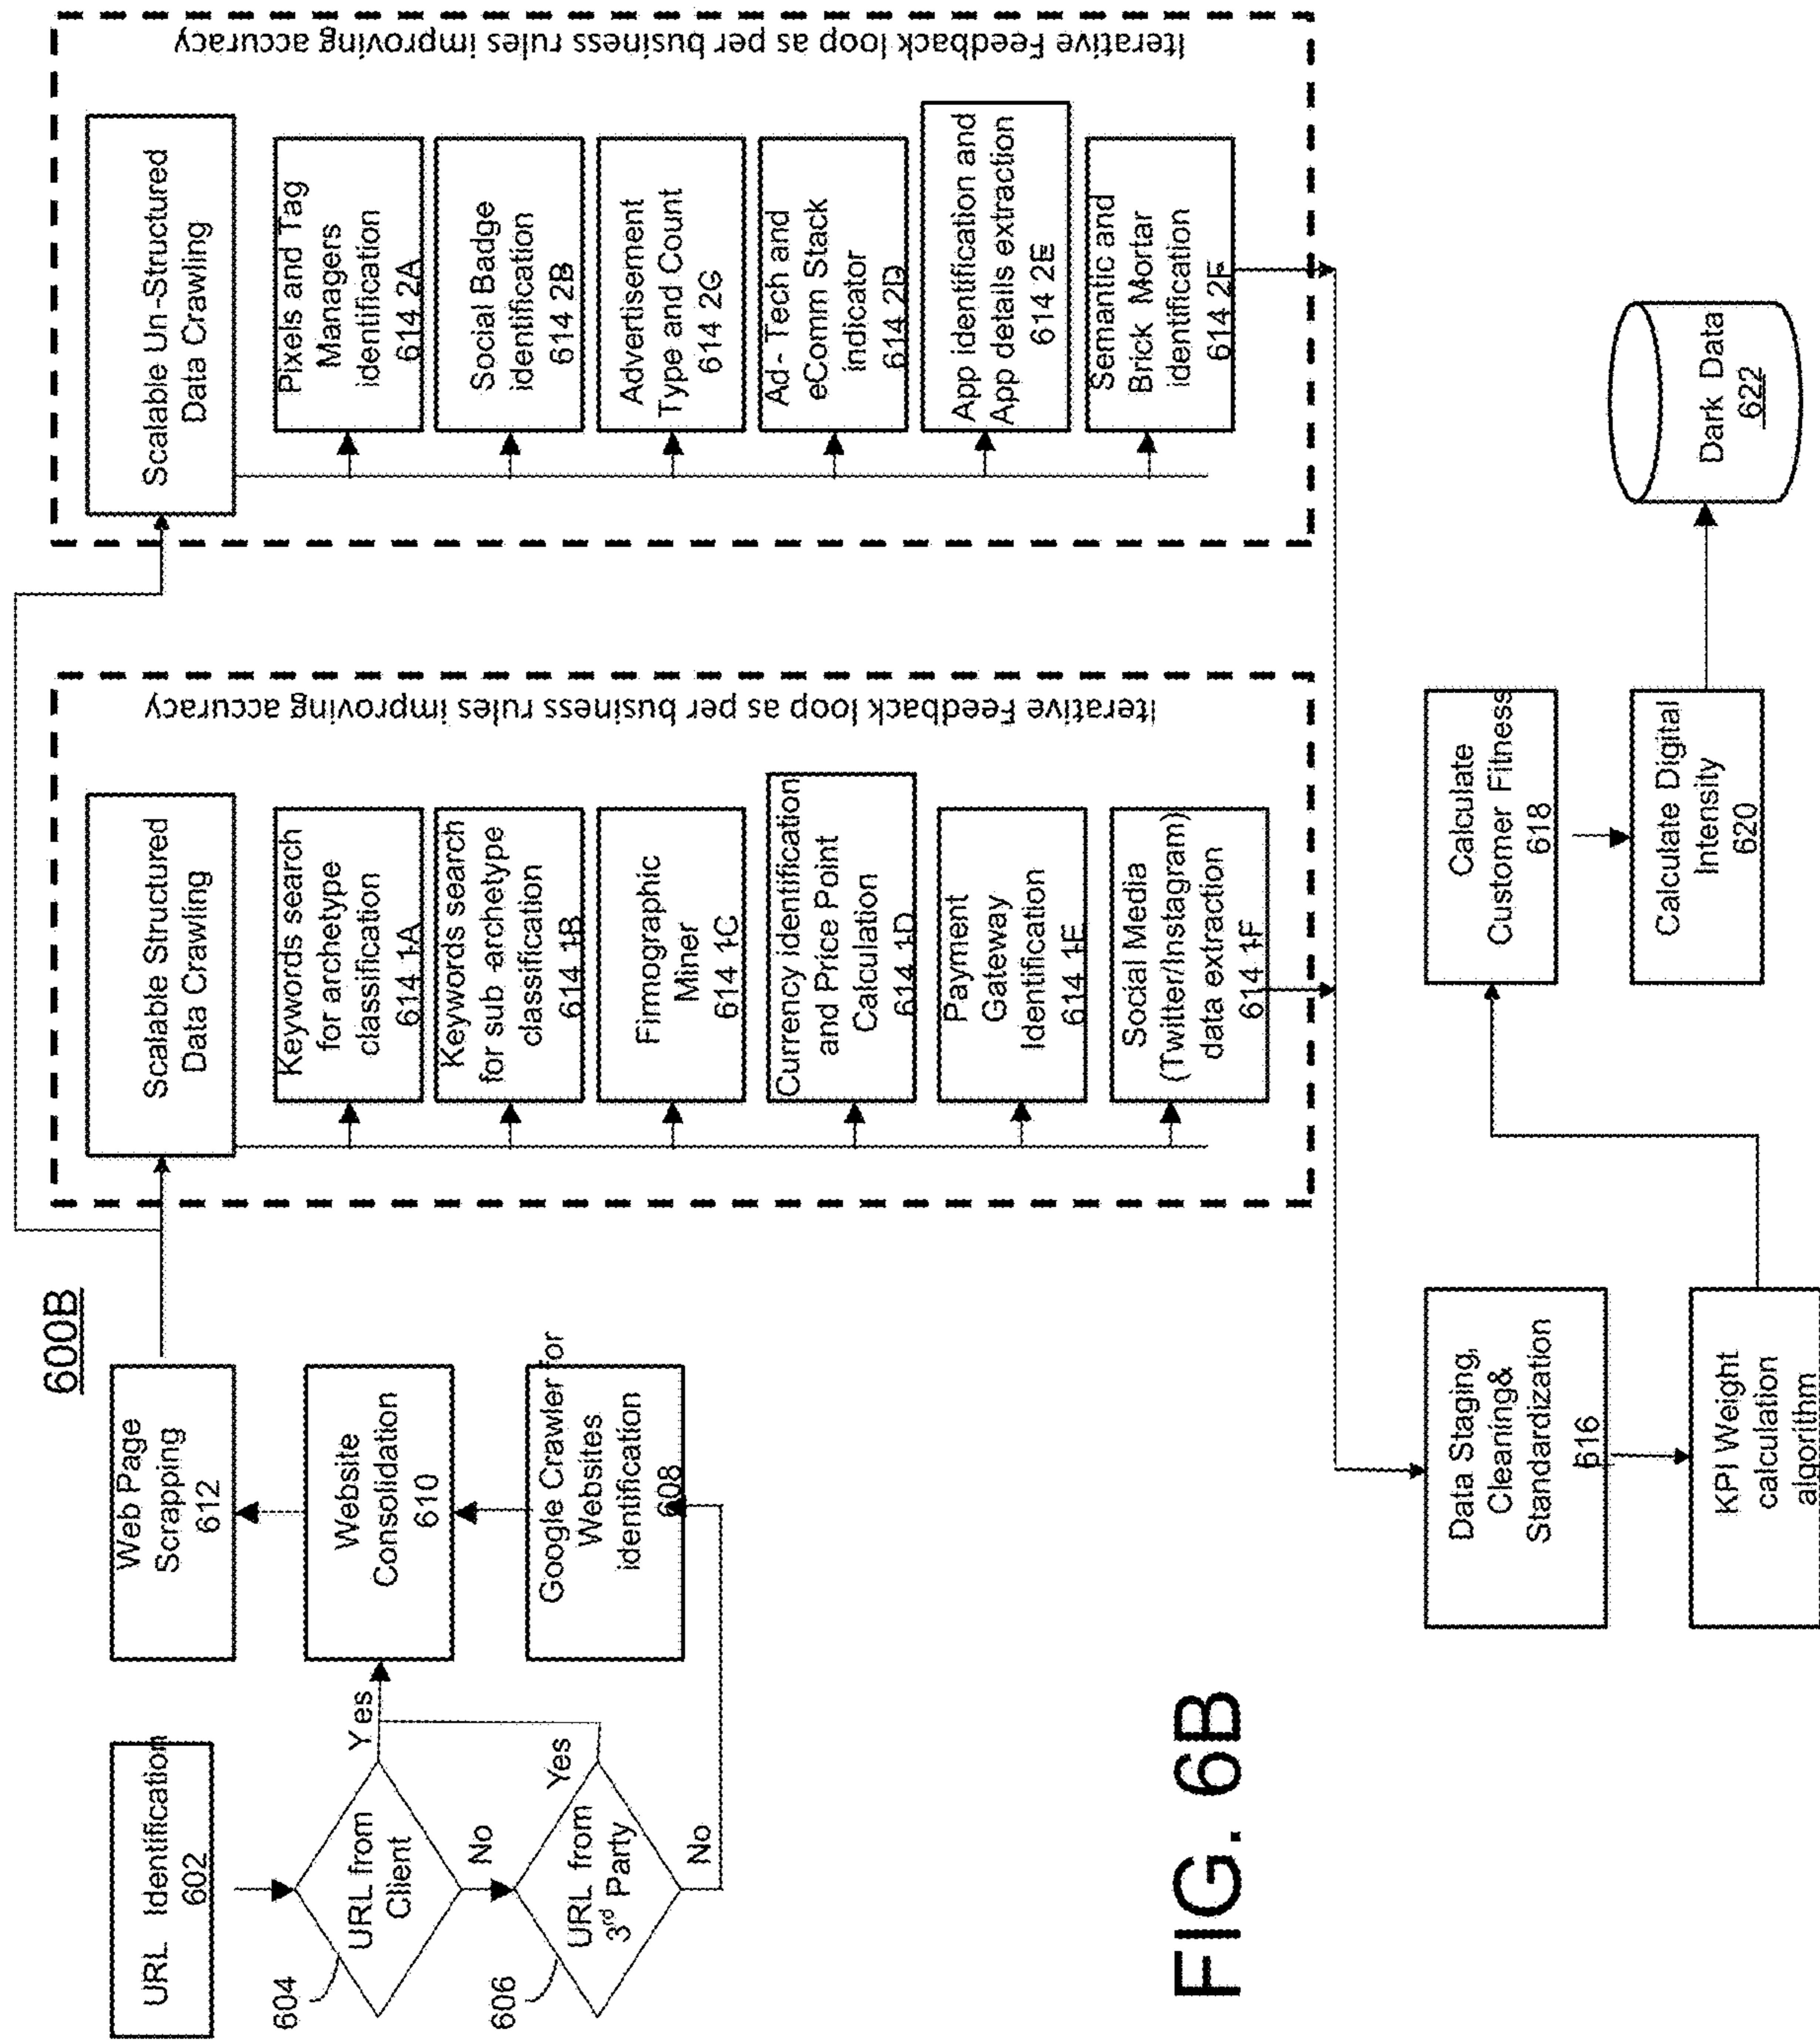 600B
URL Identification
602
604
URL from
Client
Yes
No
606
URL from
3rd Party
Yes
No
Web Page
Scrapping
612
Website
Consolidation
610
Google Crawler for
Websites
identification
608
Scalable Structured
Data Crawling
Keywords search
for archetype
classification
614 1A
Keywords search
for sub-archetype
classification
614 1B
Firmographic
Miner
614 1C
Currency identification
and Price Point
Calculation
614 1D
Payment
Gateway
Identification
614 1E
Social Media
(Twitter/Instagram)
data extraction
614 1F
Iterative Feedback loop as per business rules improving accuracy
Scalable Un-Structured
Data Crawling
Pixels and Tag
Managers
identification
614 2A
Social Badge
identification
614 2B
Advertisement
Type and Count
614 2C
Ad-Tech and
eComm Stack
indicator
614 2D
App identification and
App details extraction
614 2E
Semantic and
Brick Mortar
identification
614 2F
Iterative Feedback loop as per business rules improving accuracy
Data Staging,
Cleaning&
Standardization
616
KPI Weight
calculation
algorithm
Calculate
Customer Fitness
618
Calculate Digital
Intensity
620
Dark Data
622
FIG. 6B